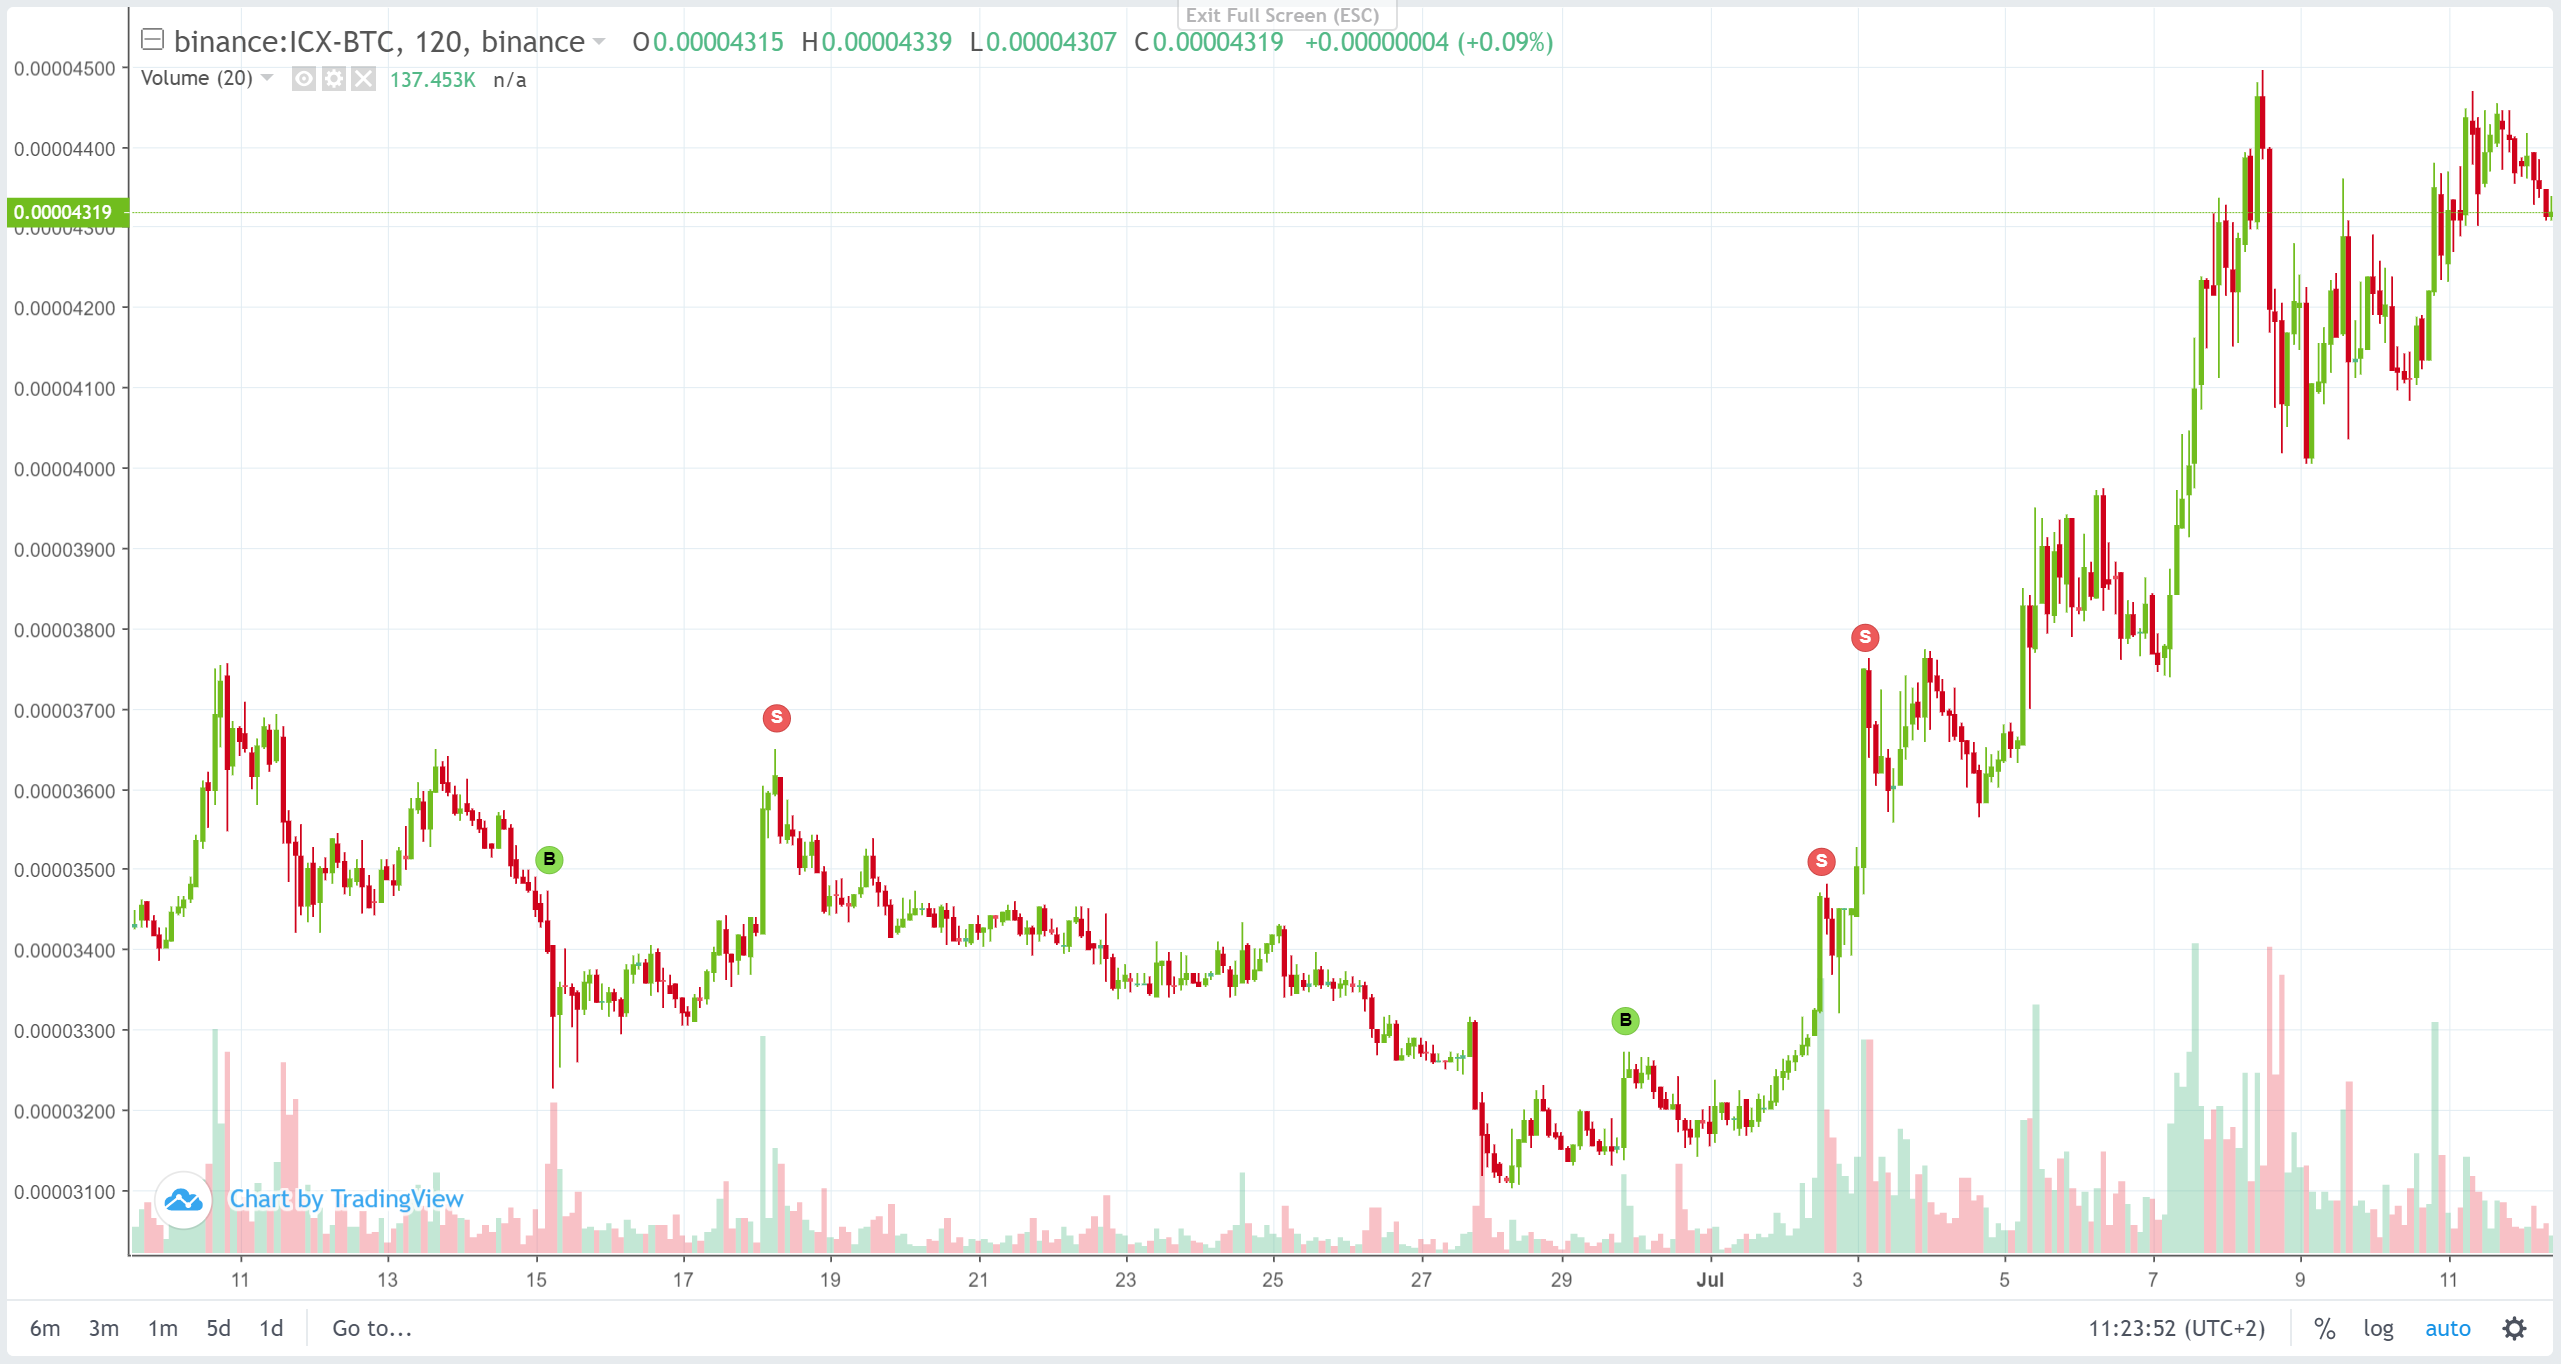 Exit Full Screen (ESC)
binance:ICX-BTC, 120, binance O0.00004315 H0.00004339 L0.00004307 C0.00004319 +0.00000004 (+0.09%)
Volume (20) 137.453K n/a
0.00004500
0.00004400
0.00004319
0.00004300
0.00004200
0.00004100
0.00004000
0.00003900
0.00003800
S
0.00003700
S
0.00003600
0.00003500
B
S
0.00003400
0.00003300
B
0.00003200
0.00003100
Chart by TradingView
11 13 15 17 19 21 23 25 27 29 Jul 3 5 7 9 11
6m 3m 1m 5d 1d Go to... 11:23:52 (UTC+2) % log auto